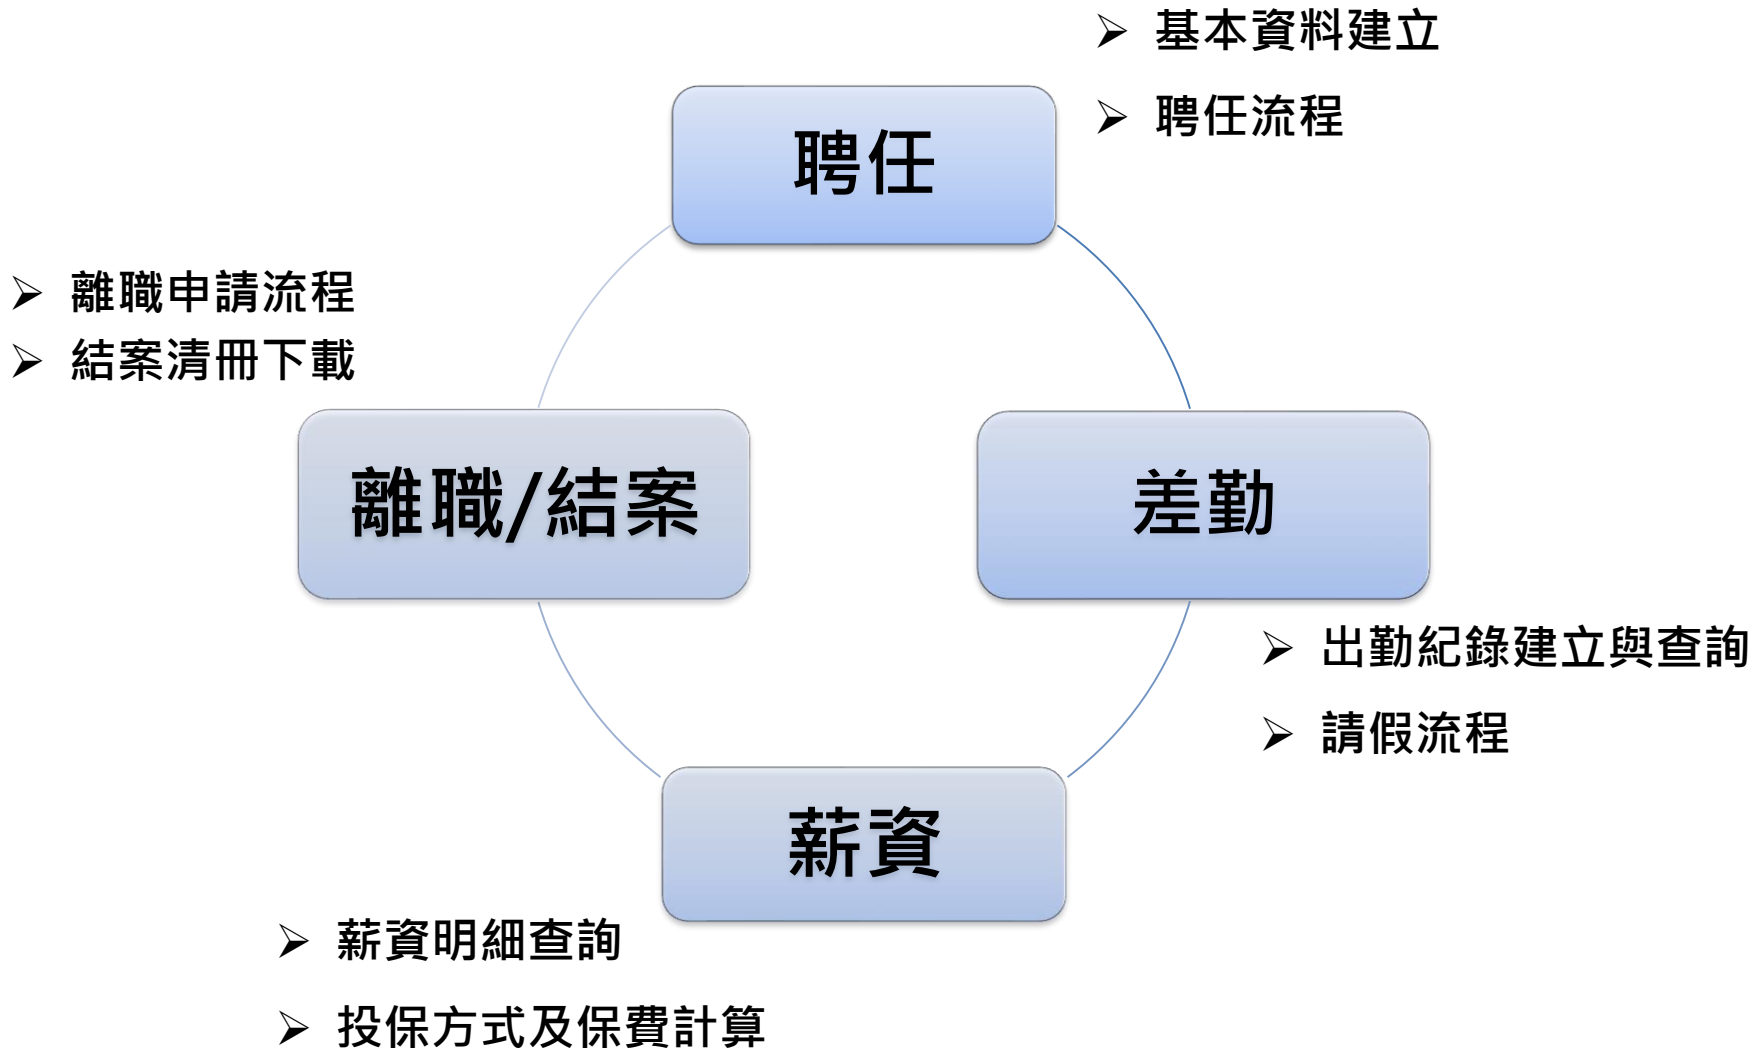 ➢ 基本資料建立
➢ 聘任流程
聘任
➢ 離職申請流程
➢ 結案清冊下載
離職/結案
差勤
➢ 出勤紀錄建立與查詢
➢ 請假流程
薪資
➢ 薪資明細查詢
➢ 投保方式及保費計算